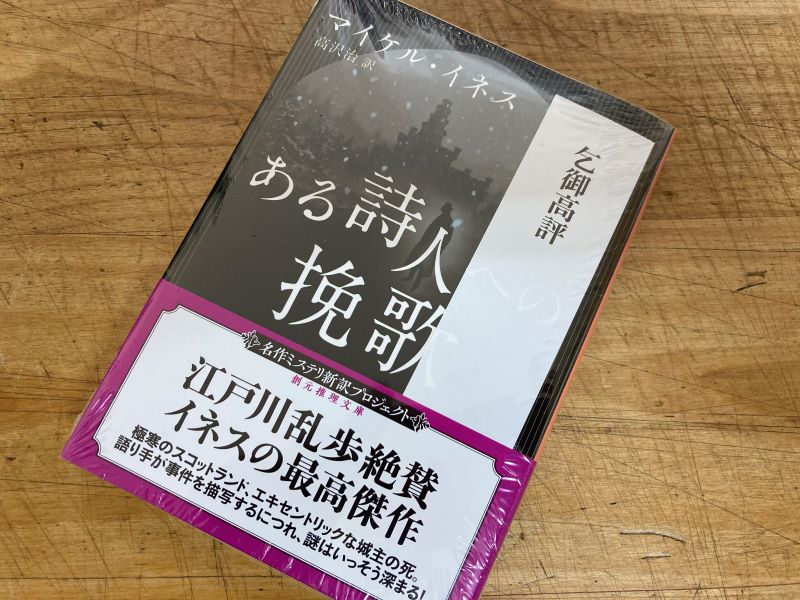 マイケル・イネス
高沢治 訳
乞御高評
ある詩人への
挽歌
名作ミステリ新訳プロジェクト
創元推理文庫
江戸川乱歩絶賛
イネスの最高傑作
極寒のスコットランド、エキセントリックな城主の死。
語り手が事件を描写するにつれ、謎はいっそう深まる!